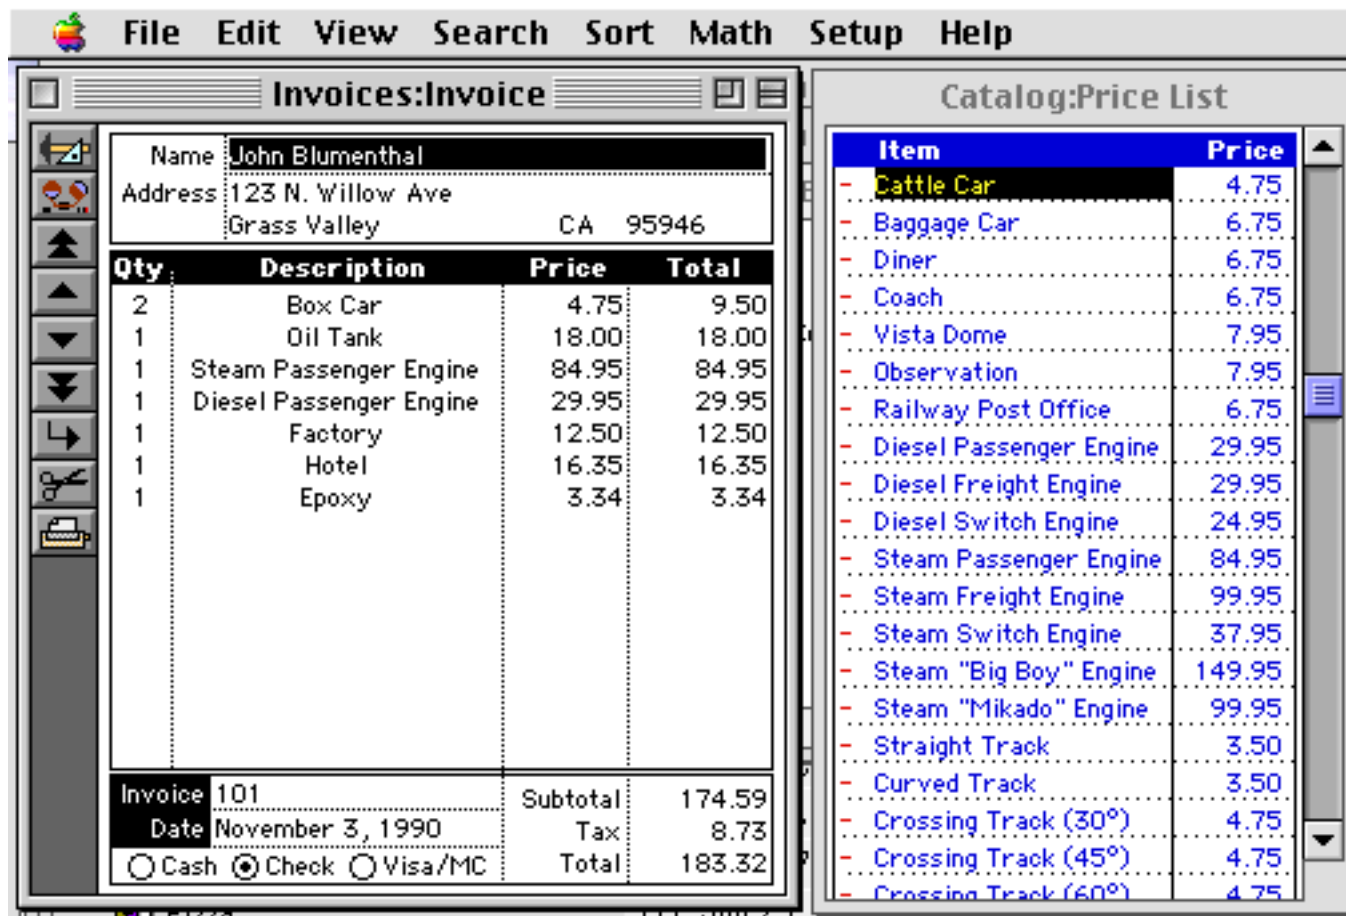 File Edit View Search Sort Math Setup Help
Invoices:Invoice
Name John Blumenthal
Address 123 N. Willow Ave
Grass Valley CA 95946
Qty Description Price Total
2 Box Car 4.75 9.50
1 Oil Tank 18.00 18.00
1 Steam Passenger Engine 84.95 84.95
1 Diesel Passenger Engine 29.95 29.95
1 Factory 12.50 12.50
1 Hotel 16.35 16.35
1 Epoxy 3.34 3.34
Invoice 101
Date November 3, 1990
Cash Check Visa/MC
Subtotal 174.59
Tax 8.73
Total 183.32
Catalog:Price List
Item Price
- Cattle Car 4.75
- Baggage Car 6.75
- Diner 6.75
- Coach 6.75
- Vista Dome 7.95
- Observation 7.95
- Railway Post Office 6.75
- Diesel Passenger Engine 29.95
- Diesel Freight Engine 29.95
- Diesel Switch Engine 24.95
- Steam Passenger Engine 84.95
- Steam Freight Engine 99.95
- Steam Switch Engine 37.95
- Steam "Big Boy" Engine 149.95
- Steam "Mikado" Engine 99.95
- Straight Track 3.50
- Curved Track 3.50
- Crossing Track (30°) 4.75
- Crossing Track (45°) 4.75
- Crossing Track (60°) 4.75